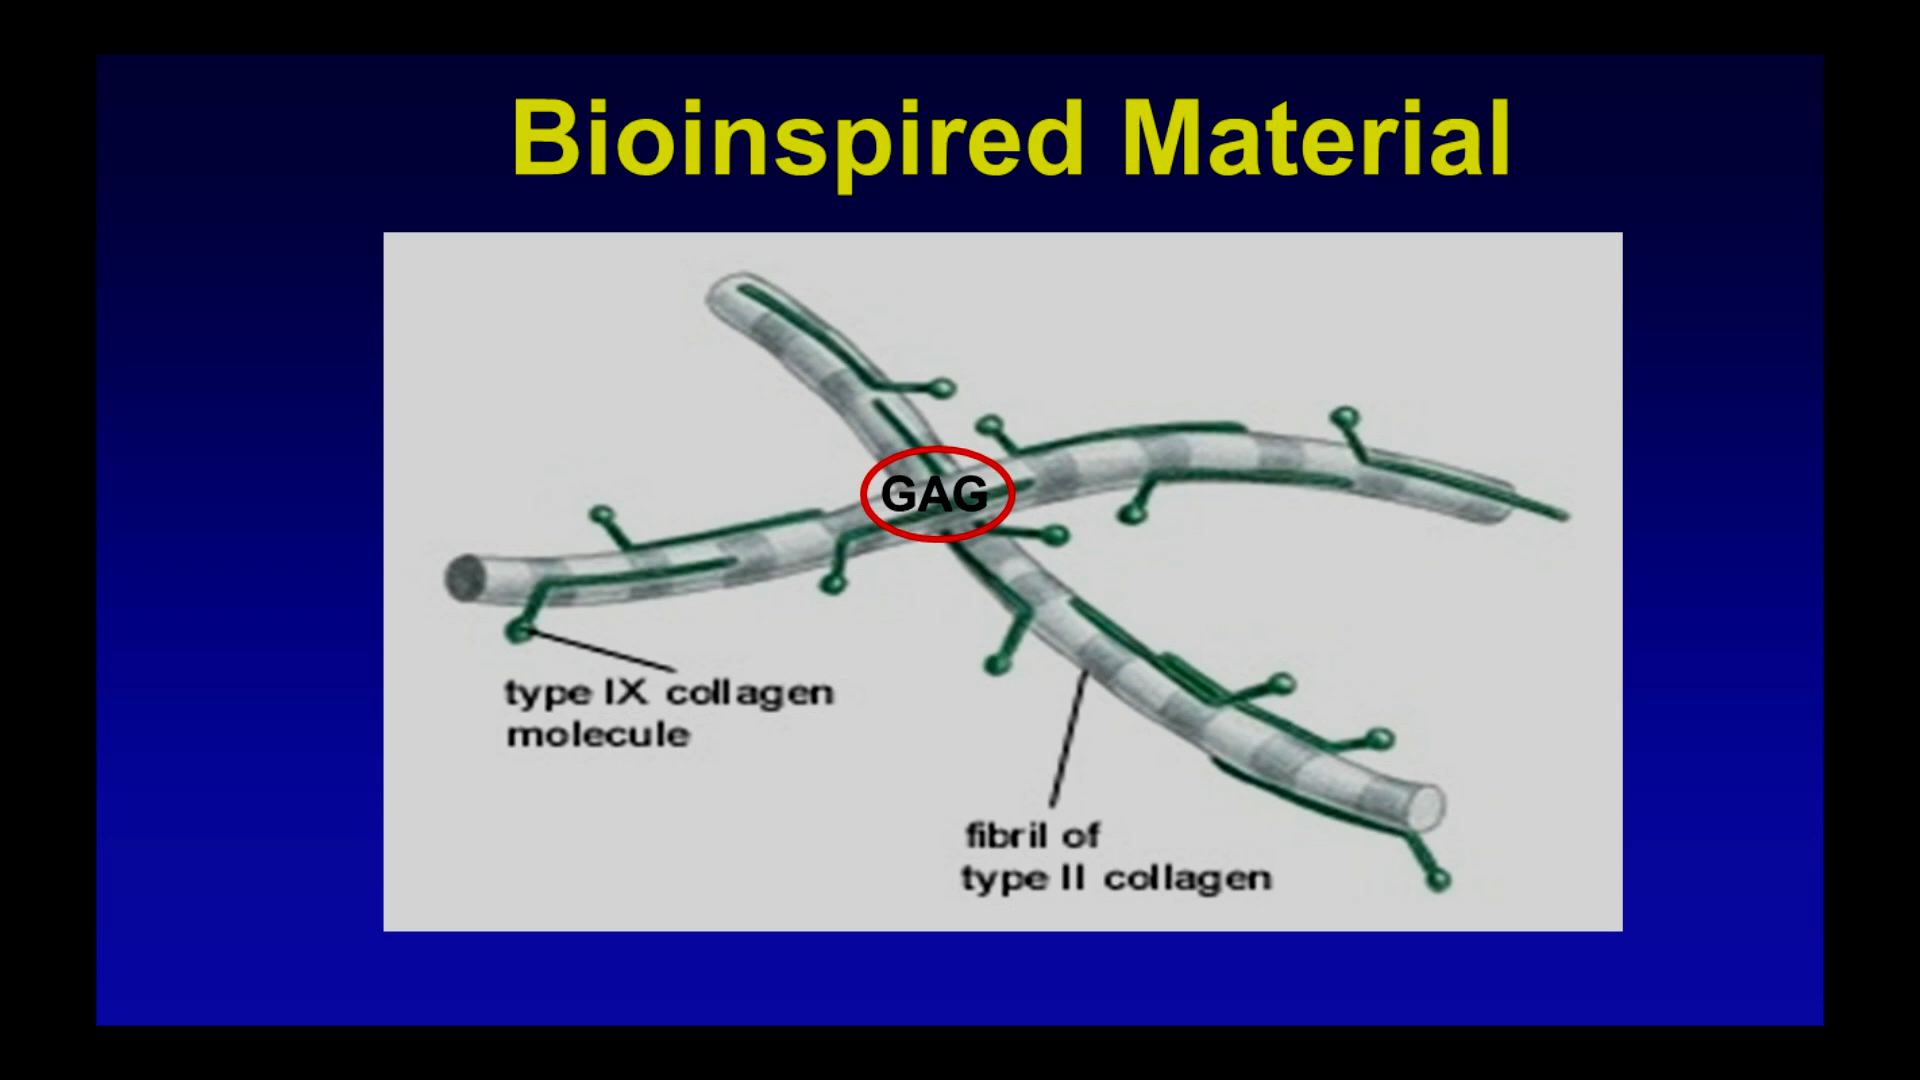 Bioinspired Material
GAG
type IX collagen
molecule
fibril of
type II collagen